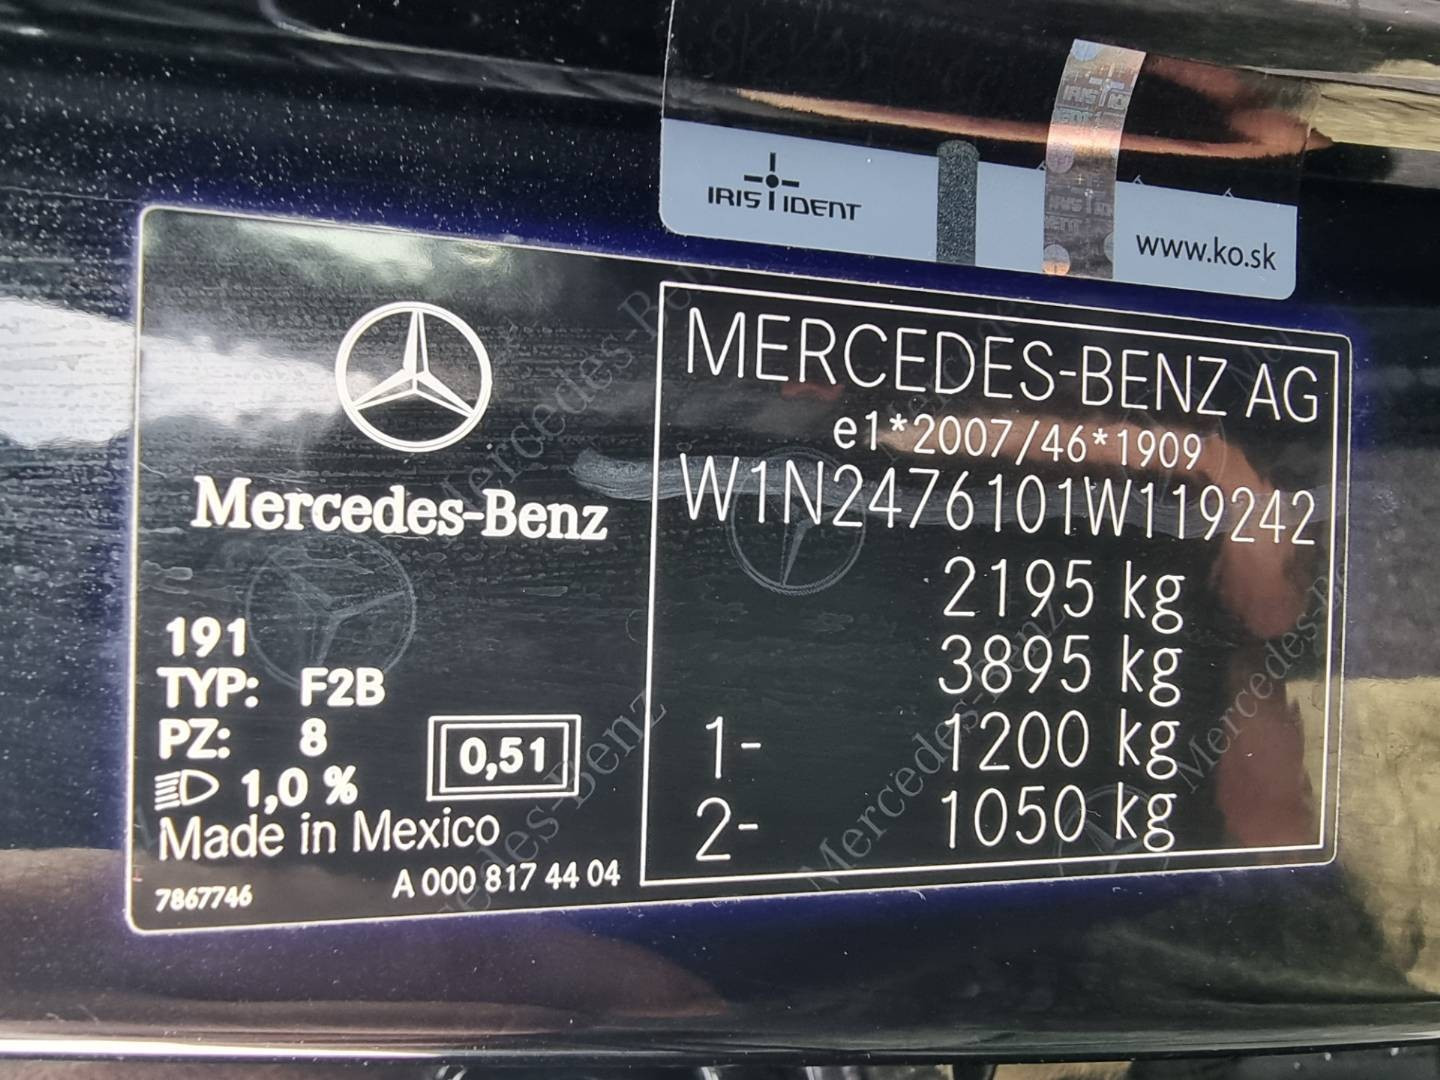 IRIS IDENT
www.ko.sk
Mercedes-Benz
191
TYP: F2B
PZ: 8
1,0 %
0,51
Made in Mexico
7867746
A 000 817 44 04
MERCEDES-BENZ AG
e1*2007/46*1909
W1N2476101W119242
2195 kg
3895 kg
1- 1200 kg
2- 1050 kg